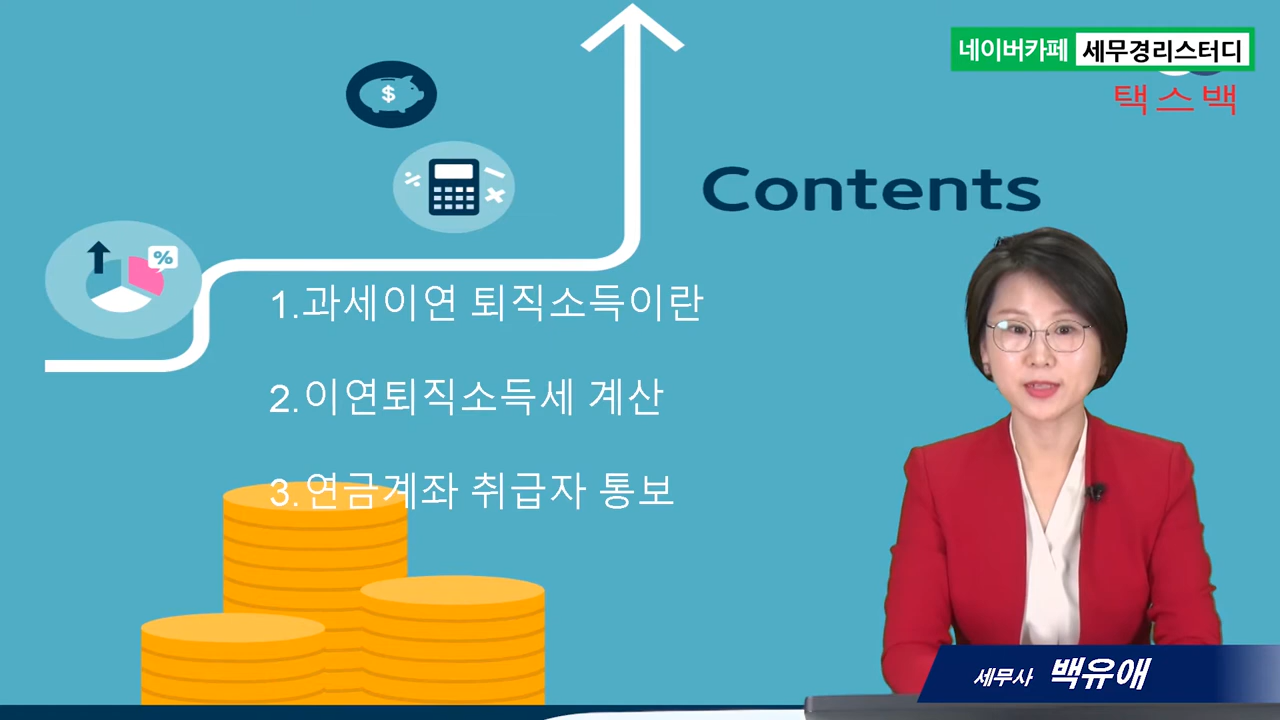 네이버카페 세무경리스터디
택스백
Contents
$
%
1.과세이연 퇴직소득이란
2.이연퇴직소득세 계산
3.연금계좌 취급자 통보
세무사 백유애